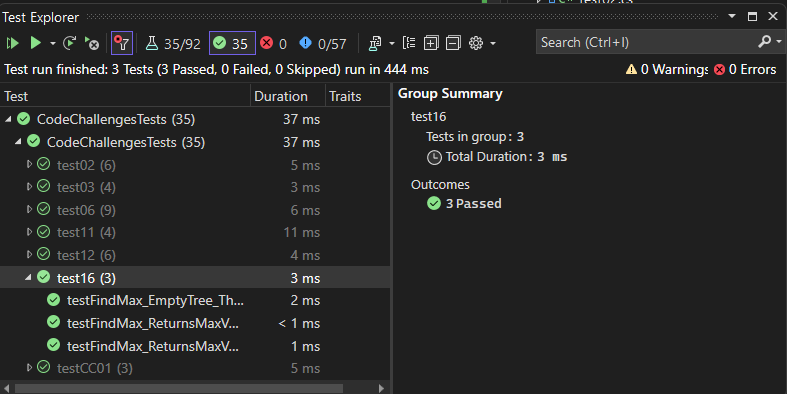 Test Explorer
35/92 35 0 0/57 Search (Ctrl+I)
Test run finished: 3 Tests (3 Passed, 0 Failed, 0 Skipped) run in 444 ms 0 Warnings 0 Errors
Test Duration Traits
CodeChallengesTests (35) 37 ms
CodeChallengesTests (35) 37 ms
test02 (6) 5 ms
test03 (4) 3 ms
test06 (9) 6 ms
test11 (4) 11 ms
test12 (6) 4 ms
test16 (3) 3 ms
testFindMax_EmptyTree_Th... 2 ms
testFindMax_ReturnsMaxV... < 1 ms
testFindMax_ReturnsMaxV... 1 ms
testCC01 (3) 5 ms
Group Summary
test16
Tests in group: 3
Total Duration: 3 ms
Outcomes
3 Passed